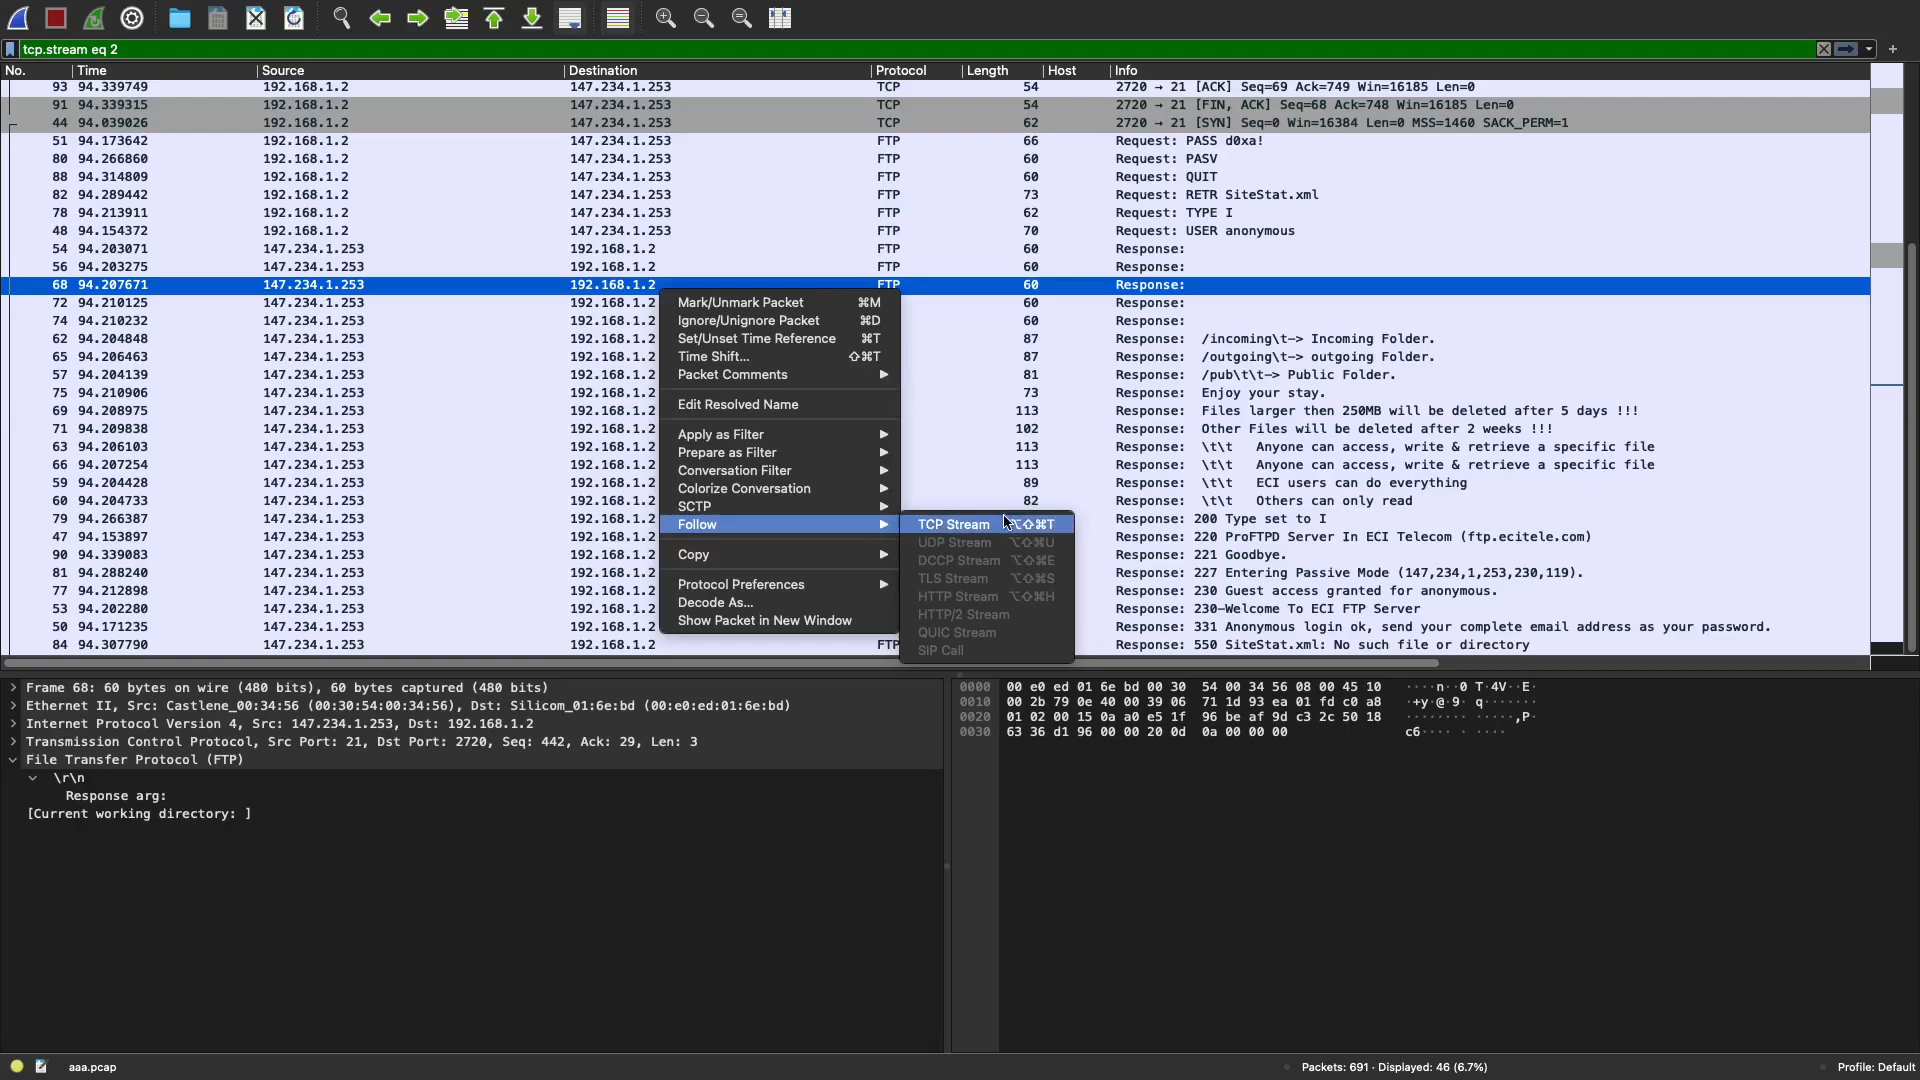 tcp.stream eq 2
No. Time Source Destination Protocol Length Host Info
93 94.339749 192.168.1.2 147.234.1.253 TCP 54 2720 → 21 [ACK] Seq=69 Ack=749 Win=16185 Len=0
91 94.339315 192.168.1.2 147.234.1.253 TCP 54 2720 → 21 [FIN, ACK] Seq=68 Ack=748 Win=16185 Len=0
44 94.039026 192.168.1.2 147.234.1.253 TCP 62 2720 → 21 [SYN] Seq=0 Win=16384 Len=0 MSS=1460 SACK_PERM=1
51 94.173642 192.168.1.2 147.234.1.253 FTP 66 Request: PASS d0xa!
80 94.266860 192.168.1.2 147.234.1.253 FTP 60 Request: PASV
88 94.314809 192.168.1.2 147.234.1.253 FTP 60 Request: QUIT
82 94.289442 192.168.1.2 147.234.1.253 FTP 73 Request: RETR SiteStat.xml
78 94.213911 192.168.1.2 147.234.1.253 FTP 62 Request: TYPE I
48 94.154372 192.168.1.2 147.234.1.253 FTP 70 Request: USER anonymous
54 94.203071 147.234.1.253 192.168.1.2 FTP 60 Response:
56 94.203275 147.234.1.253 192.168.1.2 FTP 60 Response:
68 94.207671 147.234.1.253 192.168.1.2 FTP 60 Response:
72 94.210125 147.234.1.253 192.168.1.2 60 Response:
74 94.210232 147.234.1.253 192.168.1.2 60 Response:
62 94.204848 147.234.1.253 192.168.1.2 87 Response: /incoming\t—> Incoming Folder.
65 94.206463 147.234.1.253 192.168.1.2 87 Response: /outgoing\t—> outgoing Folder.
57 94.204139 147.234.1.253 192.168.1.2 81 Response: /pub\t\t—> Public Folder.
75 94.210906 147.234.1.253 192.168.1.2 73 Response: Enjoy your stay.
69 94.208975 147.234.1.253 192.168.1.2 113 Response: Files larger then 250MB will be deleted after 5 days !!!
71 94.209838 147.234.1.253 192.168.1.2 102 Response: Other Files will be deleted after 2 weeks !!!
63 94.206103 147.234.1.253 192.168.1.2 113 Response: \t\t Anyone can access, write & retrieve a specific file
66 94.207254 147.234.1.253 192.168.1.2 113 Response: \t\t Anyone can access, write & retrieve a specific file
59 94.204428 147.234.1.253 192.168.1.2 89 Response: \t\t ECI users can do everything
60 94.204733 147.234.1.253 192.168.1.2 82 Response: \t\t Others can only read
79 94.266387 147.234.1.253 192.168.1.2 Response: 200 Type set to I
47 94.153897 147.234.1.253 192.168.1.2 Response: 220 ProFTPD Server In ECI Telecom (ftp.ecitele.com)
90 94.339083 147.234.1.253 192.168.1.2 Response: 221 Goodbye.
81 94.288240 147.234.1.253 192.168.1.2 Response: 227 Entering Passive Mode (147,234,1,253,230,119).
77 94.212898 147.234.1.253 192.168.1.2 Response: 230 Guest access granted for anonymous.
53 94.202280 147.234.1.253 192.168.1.2 Response: 230-Welcome To ECI FTP Server
50 94.171235 147.234.1.253 192.168.1.2 Response: 331 Anonymous login ok, send your complete email address as your password.
84 94.307790 147.234.1.253 192.168.1.2 FTP Response: 550 SiteStat.xml: No such file or directory
Mark/Unmark Packet ⌘M
Ignore/Unignore Packet ⌘D
Set/Unset Time Reference ⌘T
Time Shift... ⇧⌘T
Packet Comments
Edit Resolved Name
Apply as Filter
Prepare as Filter
Conversation Filter
Colorize Conversation
SCTP
Follow
Copy
Protocol Preferences
Decode As...
Show Packet in New Window
TCP Stream ⌥⇧⌘T
UDP Stream ⌥⇧⌘U
DCCP Stream ⌥⇧⌘E
TLS Stream ⌥⇧⌘S
HTTP Stream ⌥⇧⌘H
HTTP/2 Stream
QUIC Stream
SIP Call
Frame 68: 60 bytes on wire (480 bits), 60 bytes captured (480 bits)
Ethernet II, Src: Castlene_00:34:56 (00:30:54:00:34:56), Dst: Silicom_01:6e:bd (00:e0:ed:01:6e:bd)
Internet Protocol Version 4, Src: 147.234.1.253, Dst: 192.168.1.2
Transmission Control Protocol, Src Port: 21, Dst Port: 2720, Seq: 442, Ack: 29, Len: 3
File Transfer Protocol (FTP)
\r\n
Response arg:
[Current working directory: ]
0000 00 e0 ed 01 6e bd 00 30 54 00 34 56 08 00 45 10 ····n··0 T·4V··E·
0010 00 2b 79 0e 40 00 39 06 71 1d 93 ea 01 fd c0 a8 ·+y·@·9· q·······
0020 01 02 00 15 0a a0 e5 1f 96 be af 9d c3 2c 50 18 ········ ·····,P·
0030 63 36 d1 96 00 00 20 0d 0a 00 00 00 c6···· · ····
aaa.pcap
Packets: 691 · Displayed: 46 (6.7%)
Profile: Default